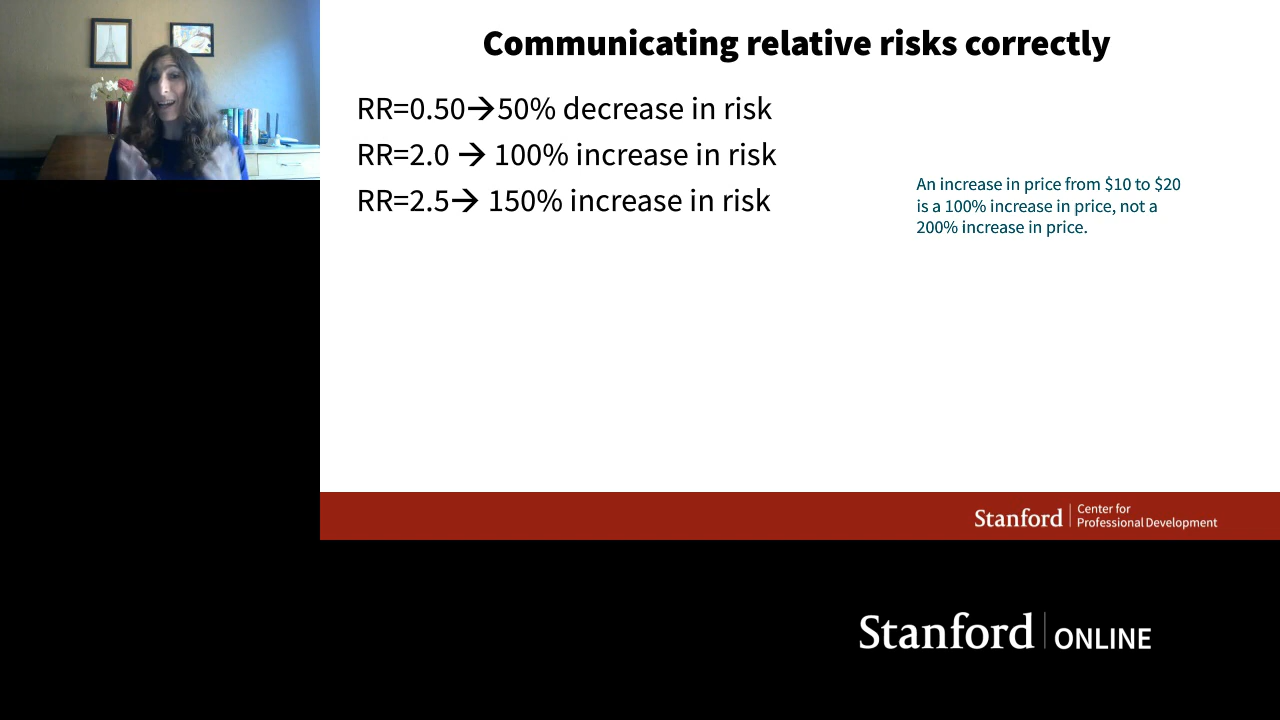 Communicating relative risks correctly
RR=0.50→50% decrease in risk
RR=2.0 → 100% increase in risk
RR=2.5→ 150% increase in risk
An increase in price from $10 to $20
is a 100% increase in price, not a
200% increase in price.
Stanford
Center for
Professional Development
Stanford ONLINE